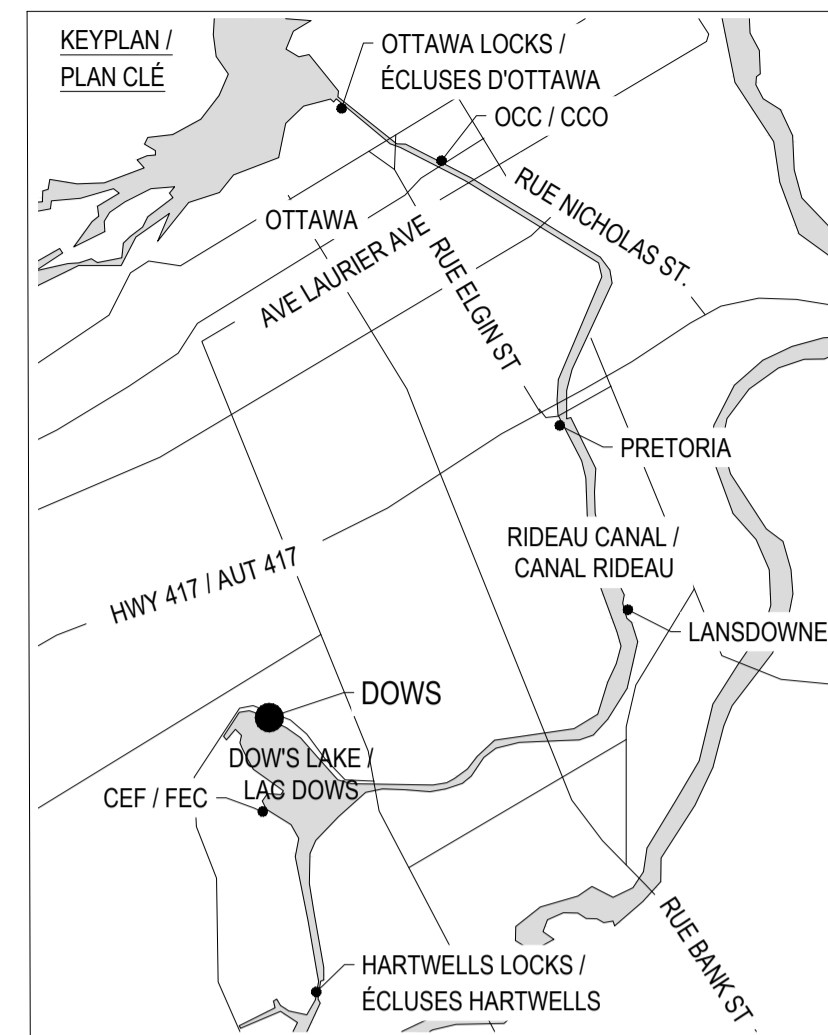 KEYPLAN /
PLAN CLÉ
OTTAWA LOCKS /
ÉCLUSES D'OTTAWA
OCC / CCO
RUE NICHOLAS ST.
OTTAWA
AVE LAURIER AVE
RUE ELGIN ST
PRETORIA
RIDEAU CANAL /
CANAL RIDEAU
HWY 417 / AUT 417
LANSDOWNE
DOWS
DOW'S LAKE /
LAC DOWS
CEF / FEC
RUE BANK ST
HARTWELLS LOCKS /
ÉCLUSES HARTWELLS